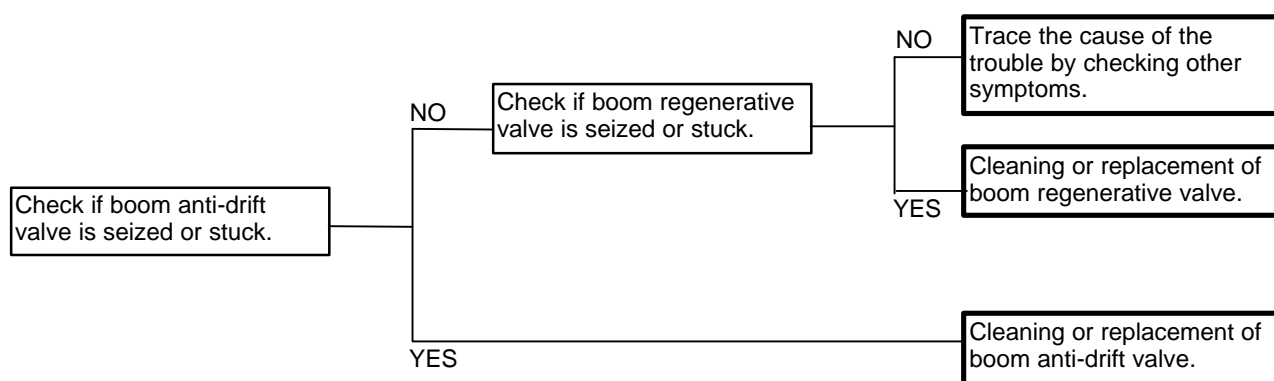 Check if boom anti-drift
valve is seized or stuck.
NO
Check if boom regenerative
valve is seized or stuck.
NO
Trace the cause of the
trouble by checking other
symptoms.
YES
Cleaning or replacement of
boom regenerative valve.
YES
Cleaning or replacement of
boom anti-drift valve.